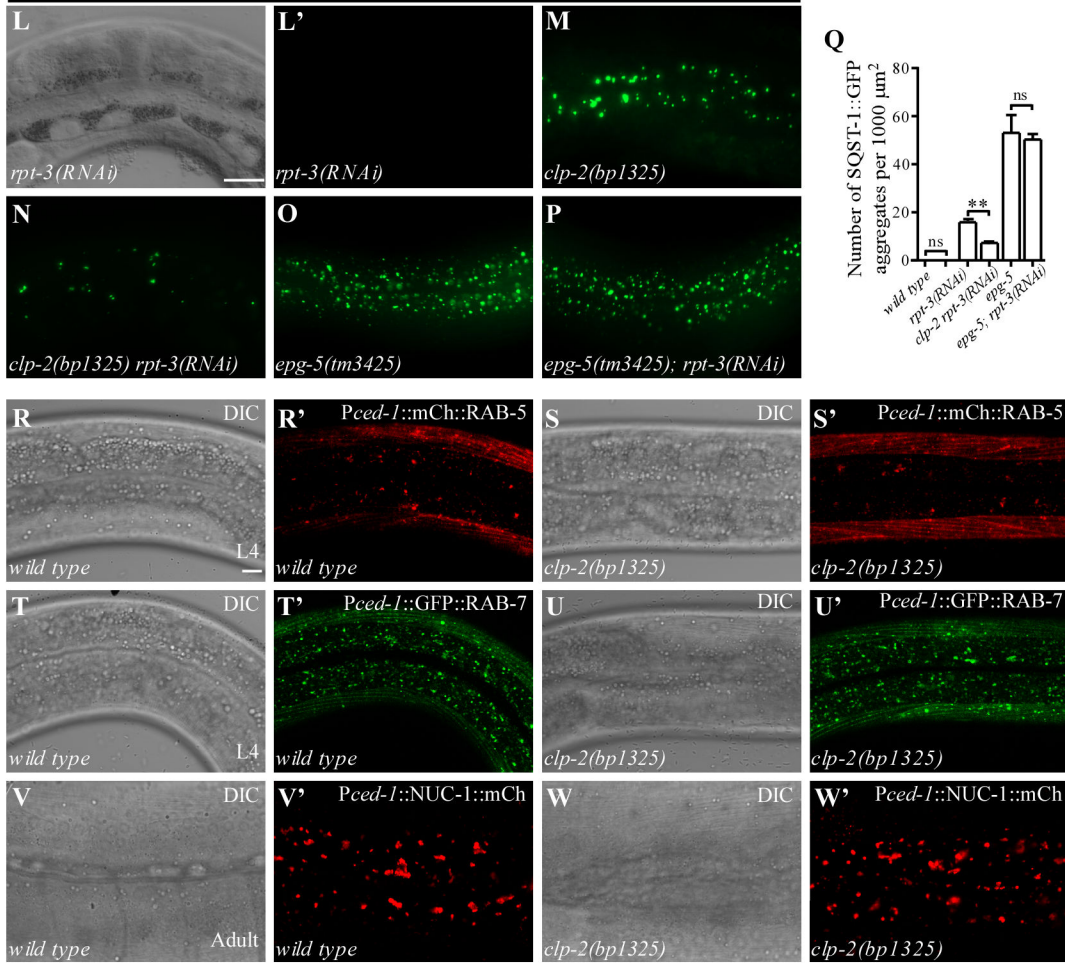 L
rpt-3(RNAi)
L’
rpt-3(RNAi)
M
clp-2(bp1325)
N
clp-2(bp1325) rpt-3(RNAi)
O
epg-5(tm3425)
P
epg-5(tm3425); rpt-3(RNAi)
Q
Number of SQST-1::GFP
aggregates per 1000 μm²
80
60
40
20
0
ns
**
ns
wild type
rpt-3(RNAi)
clp-2 rpt-3(RNAi)
epg-5
epg-5; rpt-3(RNAi)
R
DIC
L4
wild type
R’
Pced-1::mCh::RAB-5
wild type
S
DIC
clp-2(bp1325)
S’
Pced-1::mCh::RAB-5
clp-2(bp1325)
T
DIC
L4
wild type
T’
Pced-1::GFP::RAB-7
wild type
U
DIC
clp-2(bp1325)
U’
Pced-1::GFP::RAB-7
clp-2(bp1325)
V
DIC
Adult
wild type
V’
Pced-1::NUC-1::mCh
wild type
W
DIC
clp-2(bp1325)
W’
Pced-1::NUC-1::mCh
clp-2(bp1325)